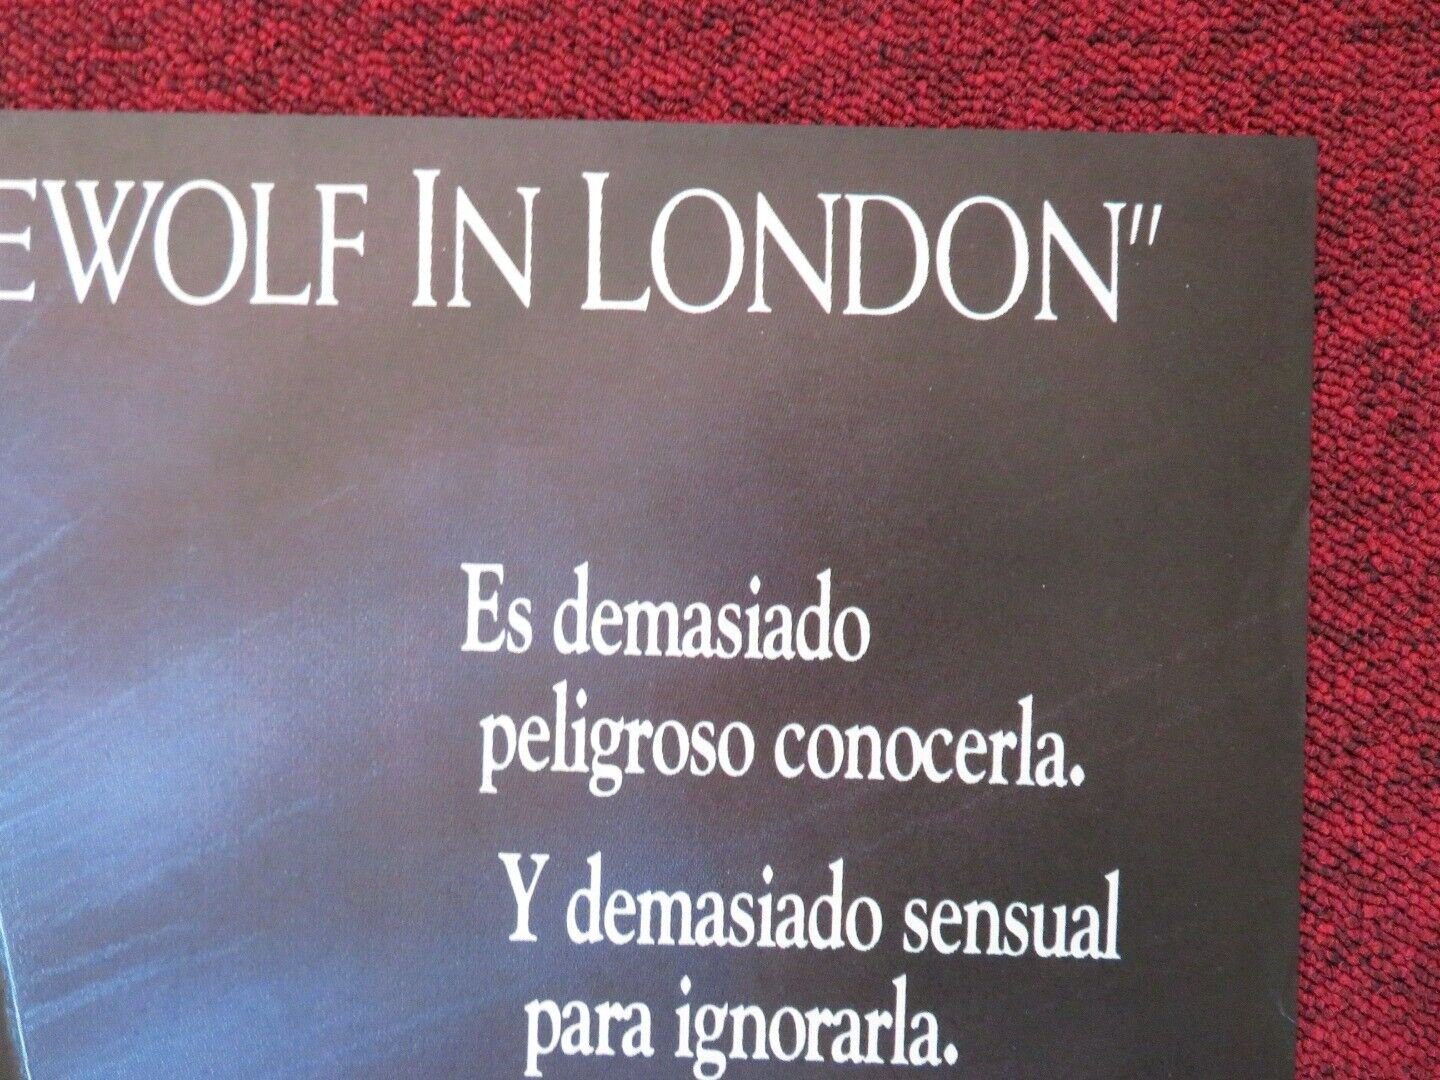 EWOLF IN LONDON"
Es demasiado
peligroso conocerla.
Y demasiado sensual
para ignorarla.